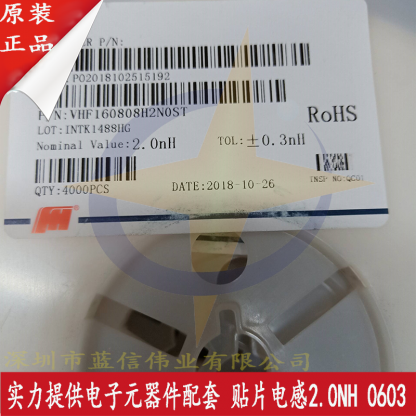 原装
正品
ER P/N:
P02018102515192
P/N:VHF160808H2N0ST
LOT:INTK1488HG
RoHS
Nominal Value:2.0nH TOL:±0.3nH
QTY:4000PCS DATE:2018-10-26
深圳市蓝信伟业有限公司
实力提供电子元器件配套 贴片电感2.0NH 0603